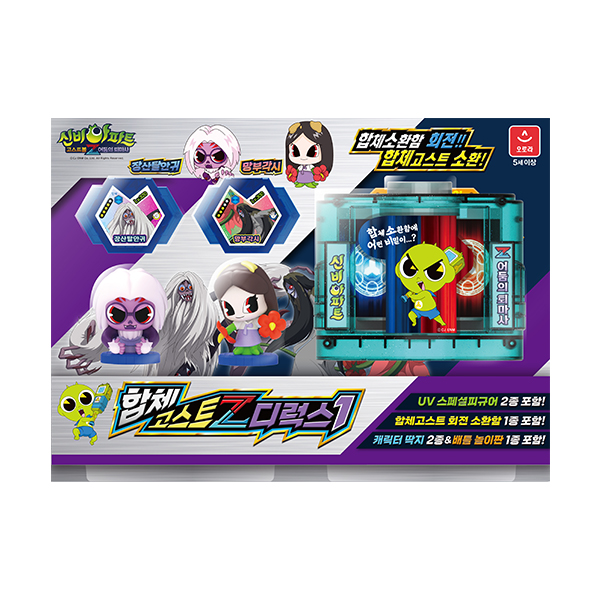 신비아파트
고스트볼Z 어둠의 퇴마사
장산탈안귀
망부각시
합체소환함 회전!!
합체고스트 소환!
오로라
5세 이상
장산탈안귀
망부각시
합체 소환함에
어떤 비밀이...?
신비아파트
Z 어둠의 퇴마사
합체
고스트Z디럭스1
UV 스페셜피규어 2종 포함!
합체고스트 회전 소환함 1종 포함!
캐릭터 딱지 2종&배틀 놀이판 1종 포함!